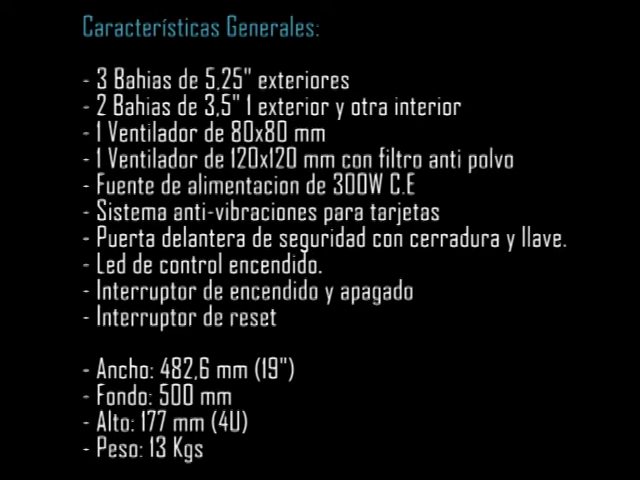 Características Generales:
- 3 Bahias de 5,25" exteriores
- 2 Bahias de 3,5" 1 exterior y otra interior
- 1 Ventilador de 80x80 mm
- 1 Ventilador de 120x120 mm con filtro anti polvo
- Fuente de alimentacion de 300W C.E
- Sistema anti-vibraciones para tarjetas
- Puerta delantera de seguridad con cerradura y llave.
- Led de control encendido.
- Interruptor de encendido y apagado
- Interruptor de reset
- Ancho: 482,6 mm (19")
- Fondo: 500 mm
- Alto: 177 mm (4U)
- Peso: 13 Kgs